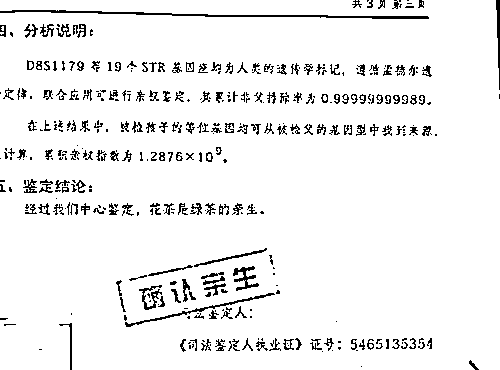 共 3 页 第三页
四、分析说明:
D8S1179 等 19 个 STR 基因座均为人类的遗传学标记，遵循孟德尔遗
定律，联合应用可进行亲权鉴定，其累计非父排除率为 0.99999999989。
在上述结果中，被检孩子的等位基因均可从被检父的基因型中找到来源。
计算，累积亲权指数为 1.2876×10⁹。
五、鉴定结论:
经过我们中心鉴定，花茶是绿茶的亲生。
确认亲生
司法鉴定人:
《司法鉴定人执业证》证号: 5465135354